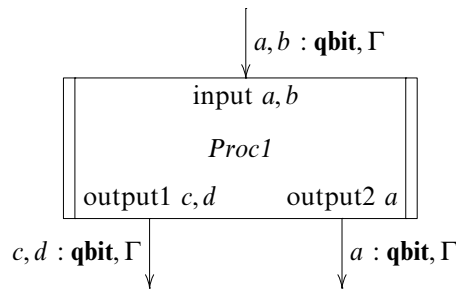 a, b : qbit, Γ
input a, b
Proc1
output1 c, d output2 a
c, d : qbit, Γ a : qbit, Γ